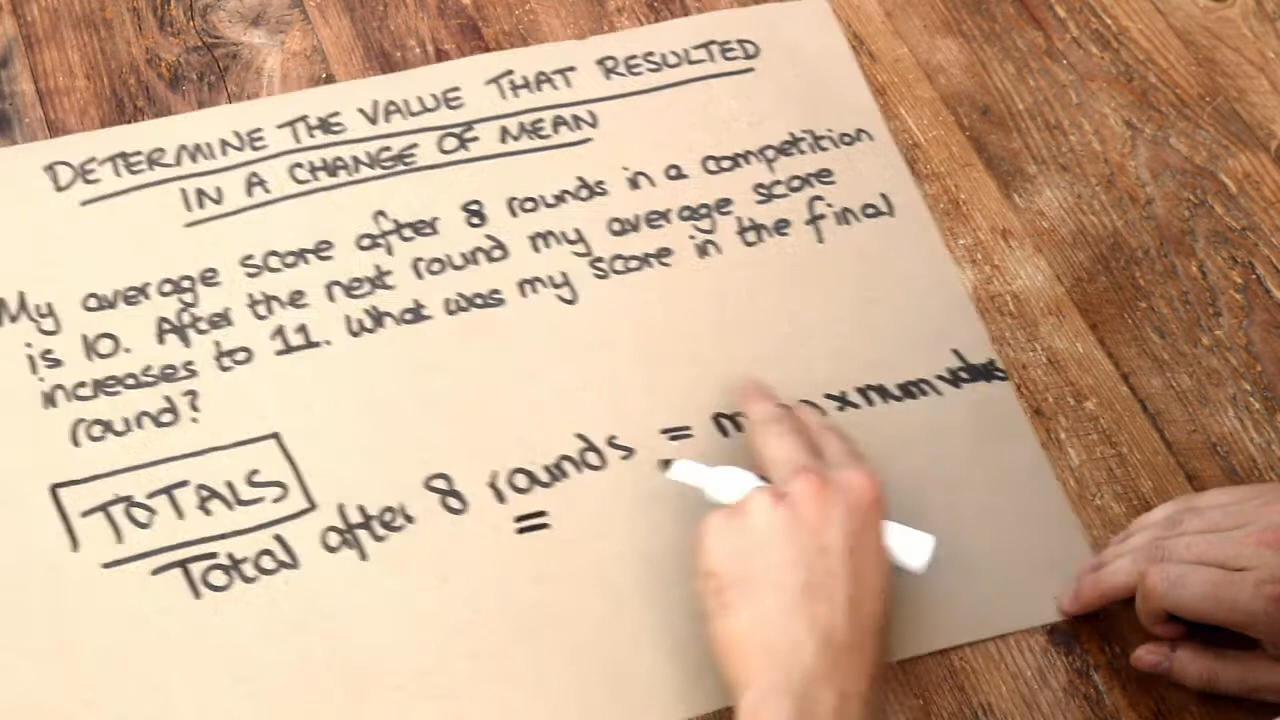 DETERMINE THE VALUE THAT RESULTED
IN A CHANGE OF MEAN
My average score after 8 rounds in a competition
is 10. After the next round my average score
increases to 11. What was my score in the final
round?
TOTALS
Total after 8 rounds = x num values
=